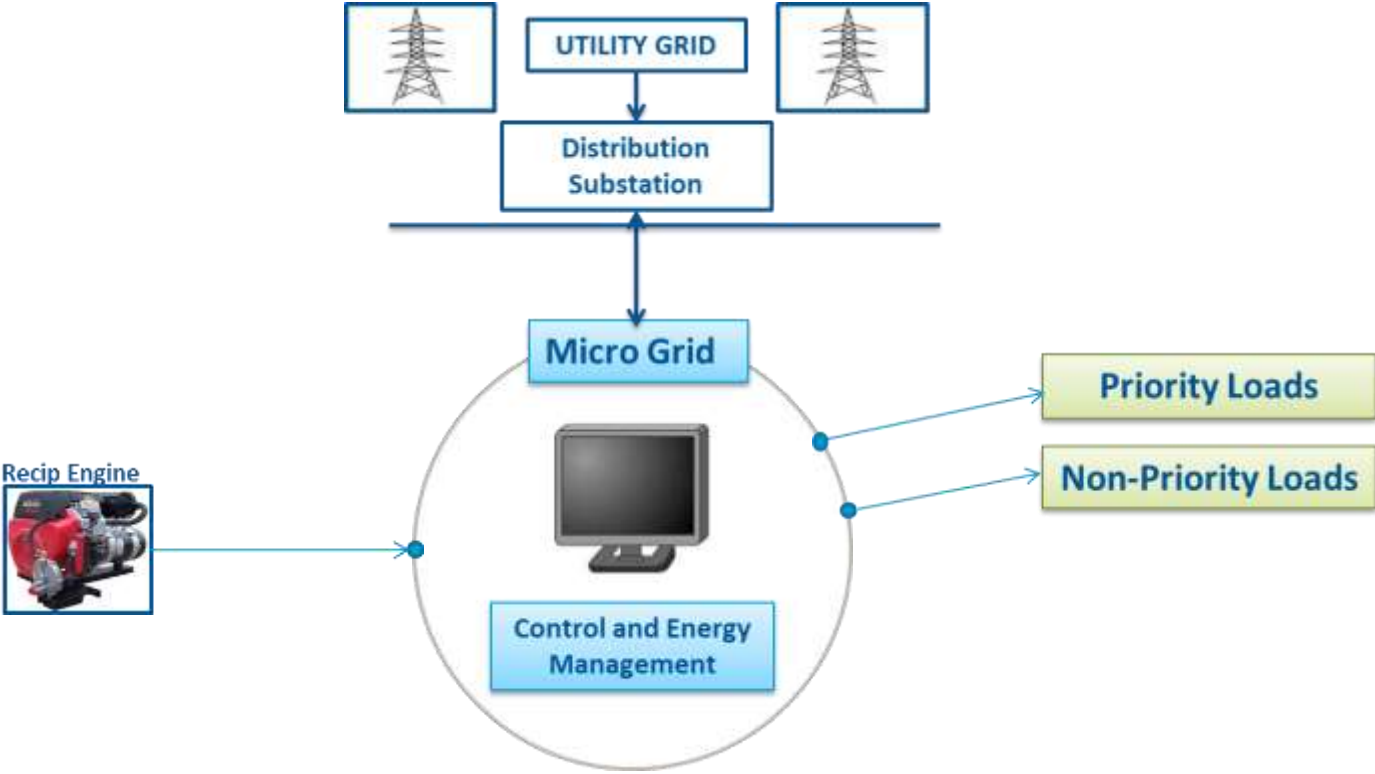 UTILITY GRID
Distribution
Substation
Micro Grid
Priority Loads
Non-Priority Loads
Recip Engine
Control and Energy
Management